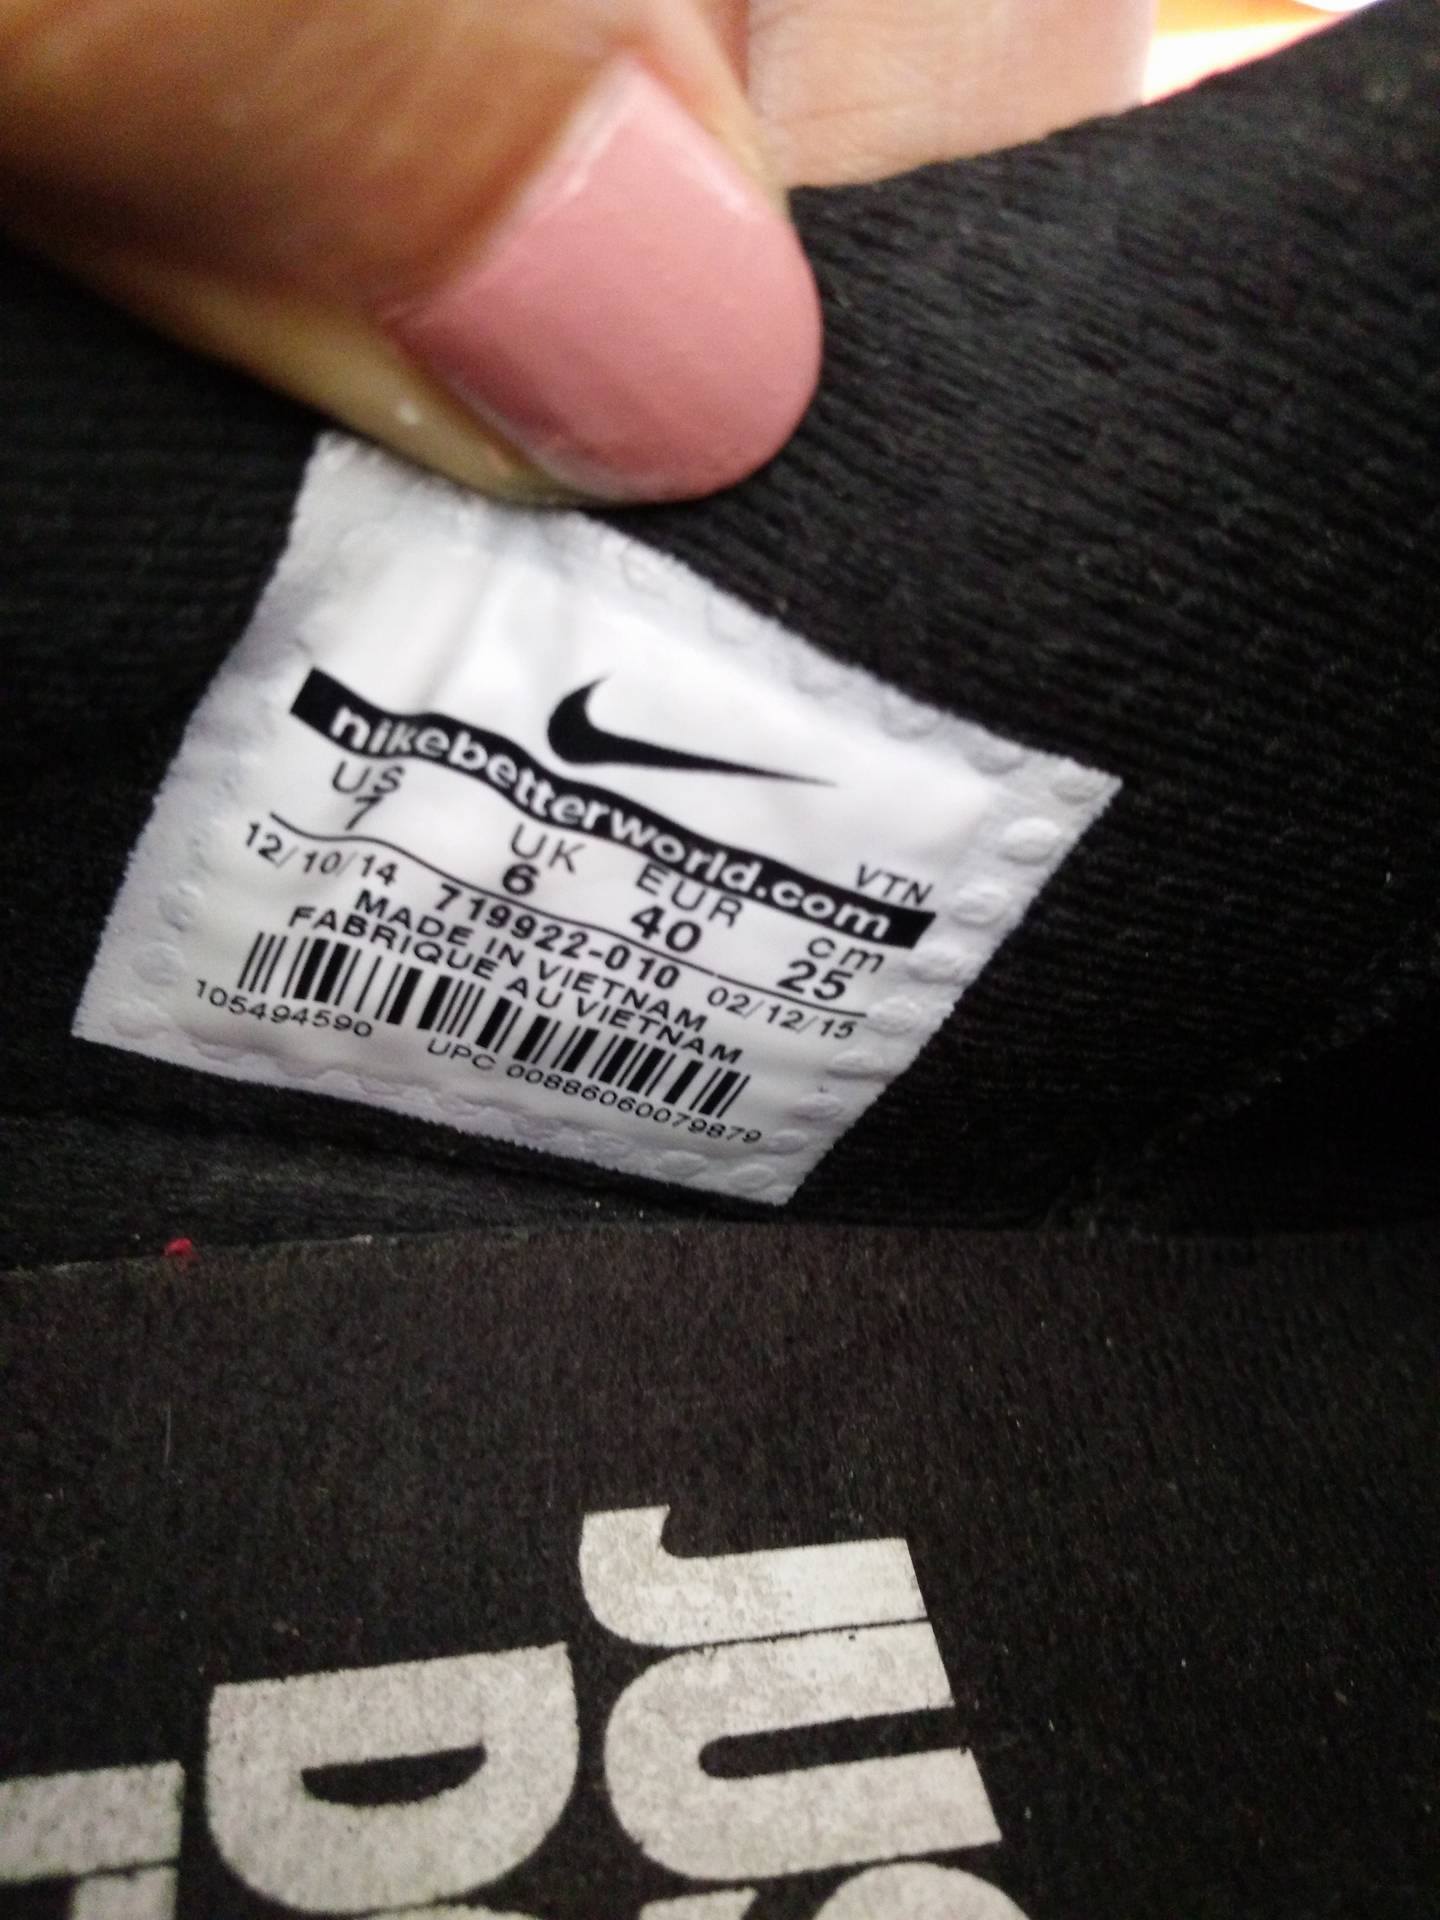 VTN
nikebetterworld.com
US UK EUR cm
7 6 40 25
12/10/14 719922-010 02/12/15
MADE IN VIETNAM
FABRIQUE AU VIETNAM
105494590 UPC 00886060079879
JUS
D